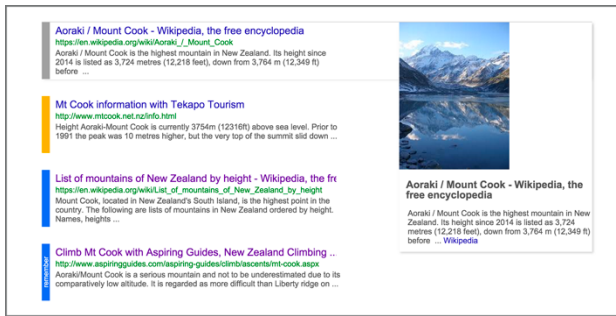 Aoraki / Mount Cook - Wikipedia, the free encyclopedia
https://en.wikipedia.org/wiki/Aoraki_/_Mount_Cook
Aoraki / Mount Cook is the highest mountain in New Zealand. Its height since
2014 is listed as 3,724 metres (12,218 feet), down from 3,764 m (12,349 ft)
before ...
Mt Cook information with Tekapo Tourism
http://www.mtcook.net.nz/info.html
Height Aoraki-Mount Cook is currently 3754m (12316ft) above sea level. Prior to
1991 the peak was 10 metres higher, but the very top of the summit slid down ...
List of mountains of New Zealand by height - Wikipedia, the fr
https://en.wikipedia.org/wiki/List_of_mountains_of_New_Zealand_by_height
Mount Cook, located in New Zealand's South Island, is the highest point in the
country. The following are lists of mountains in New Zealand ordered by height.
Names, heights ...
remember
Climb Mt Cook with Aspiring Guides, New Zealand Climbing ..
http://www.aspiringguides.com/aspiring-guides/climb/ascents/mt-cook.aspx
Aoraki/Mount Cook is a serious mountain and not to be underestimated due to its
comparatively low altitude. It is regarded as more difficult than Liberty ridge on ...
Aoraki / Mount Cook - Wikipedia, the
free encyclopedia
Aoraki / Mount Cook is the highest mountain in New
Zealand. Its height since 2014 is listed as 3,724
metres (12,218 feet), down from 3,764 m (12,349 ft)
before ... Wikipedia